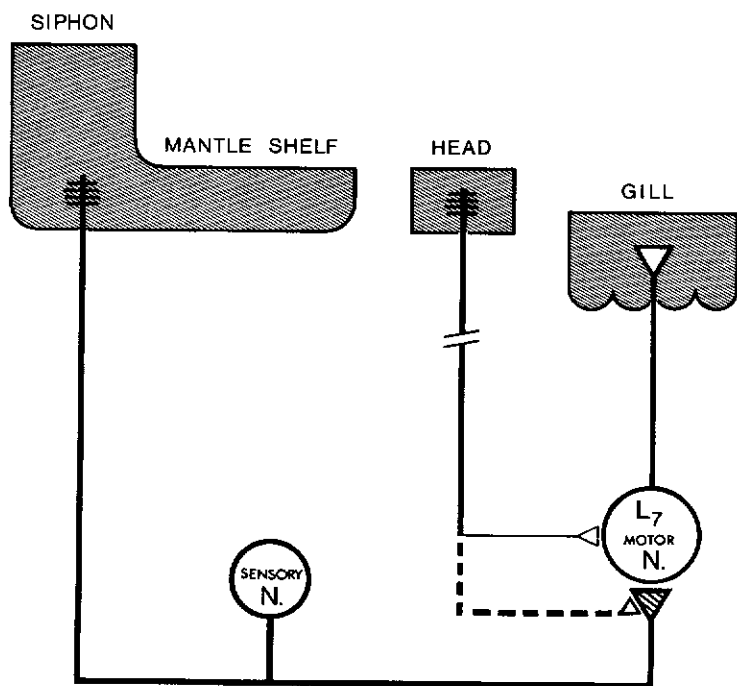 SIPHON
MANTLE SHELF
HEAD
GILL
L7
MOTOR
N.
SENSORY
N.